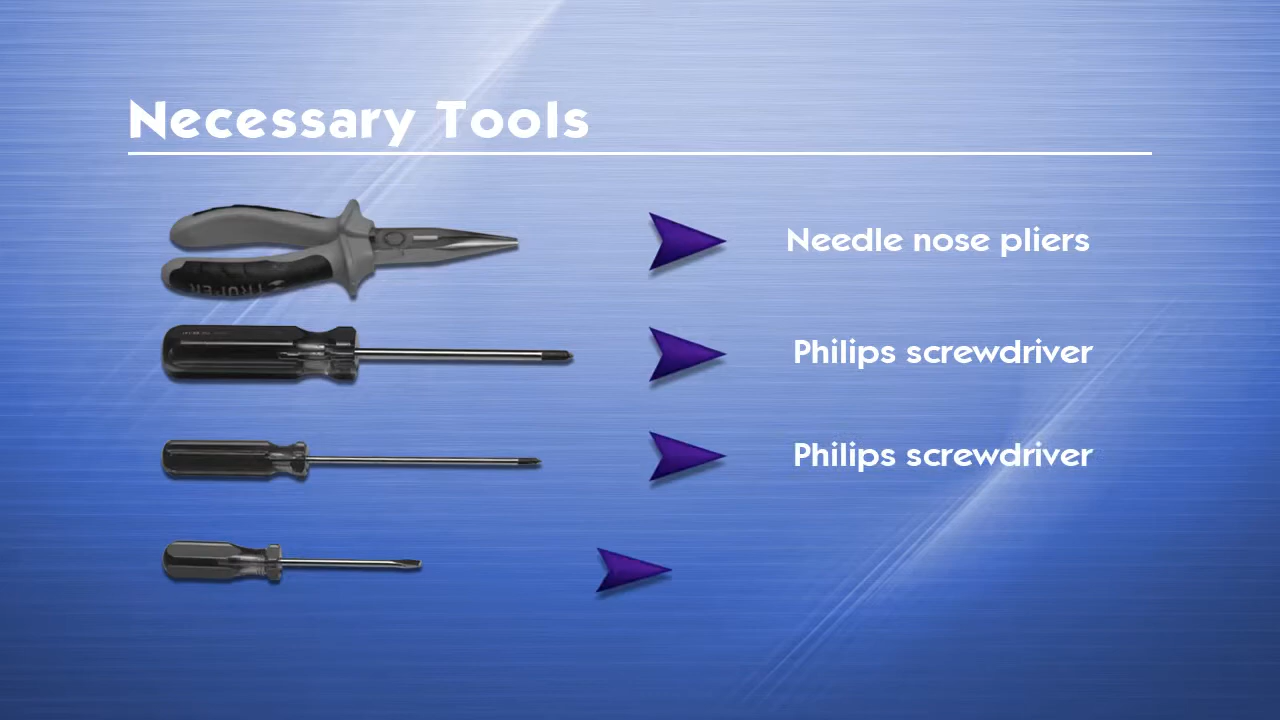 Necessary Tools
Needle nose pliers
Philips screwdriver
Philips screwdriver